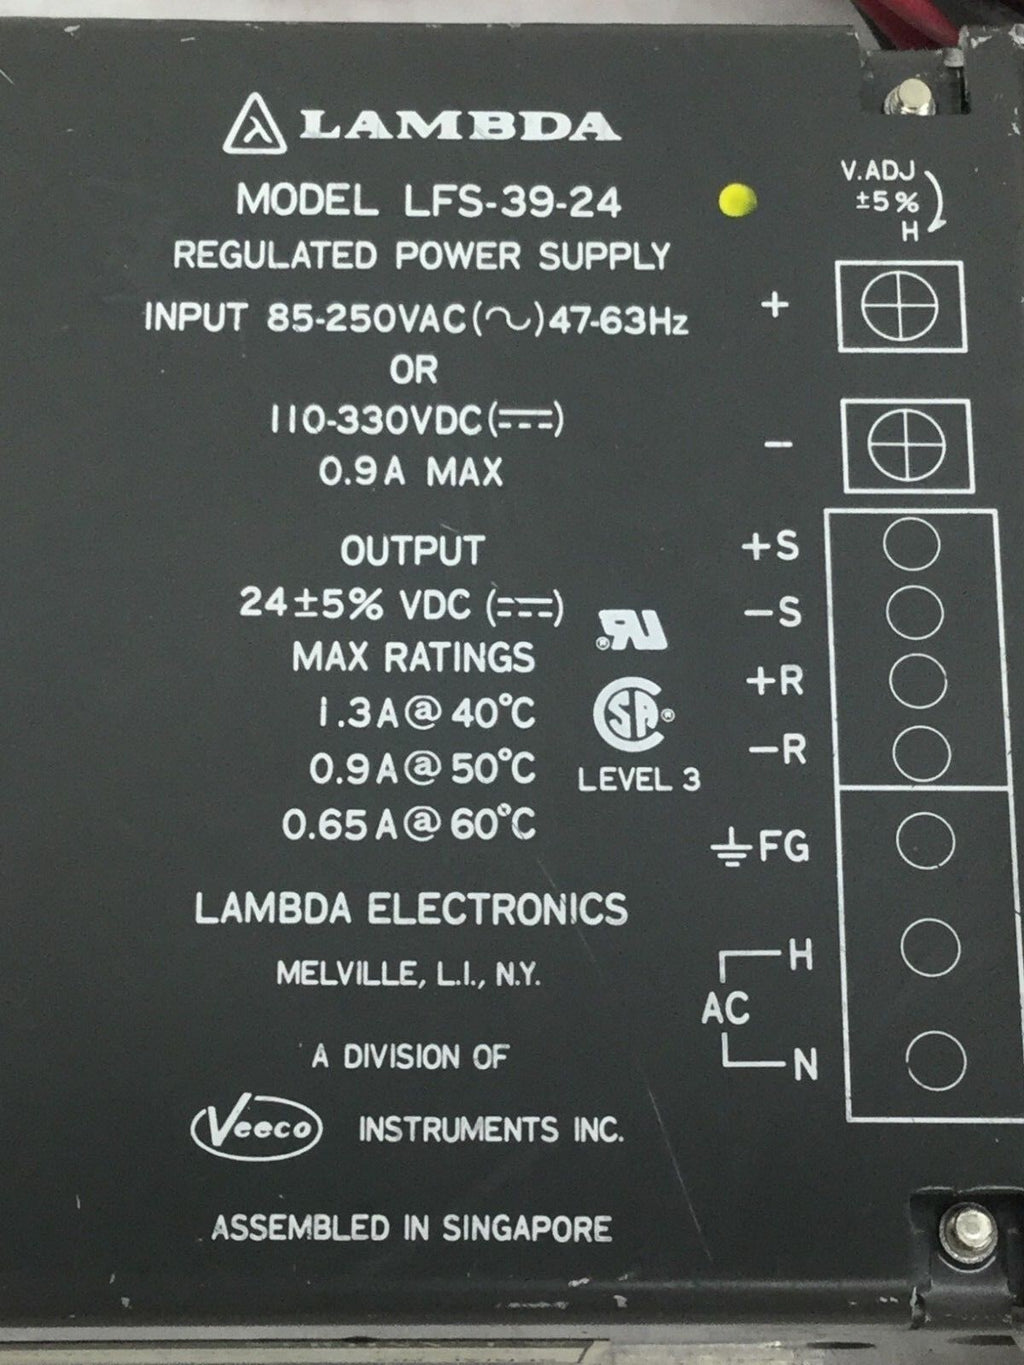 LAMBDA
MODEL LFS-39-24
REGULATED POWER SUPPLY
INPUT 85-250VAC(∿)47-63Hz
OR
110-330VDC(⎓)
0.9A MAX
OUTPUT
24±5% VDC (⎓)
MAX RATINGS
1.3A@ 40°C
0.9A@ 50°C
0.65A@ 60°C
LAMBDA ELECTRONICS
MELVILLE, L.I., N.Y.
A DIVISION OF
Veeco INSTRUMENTS INC.
ASSEMBLED IN SINGAPORE
RU®
SA®
LEVEL 3
V.ADJ
±5%
H
+
−
+S
−S
+R
−R
⏚FG
H
AC
N